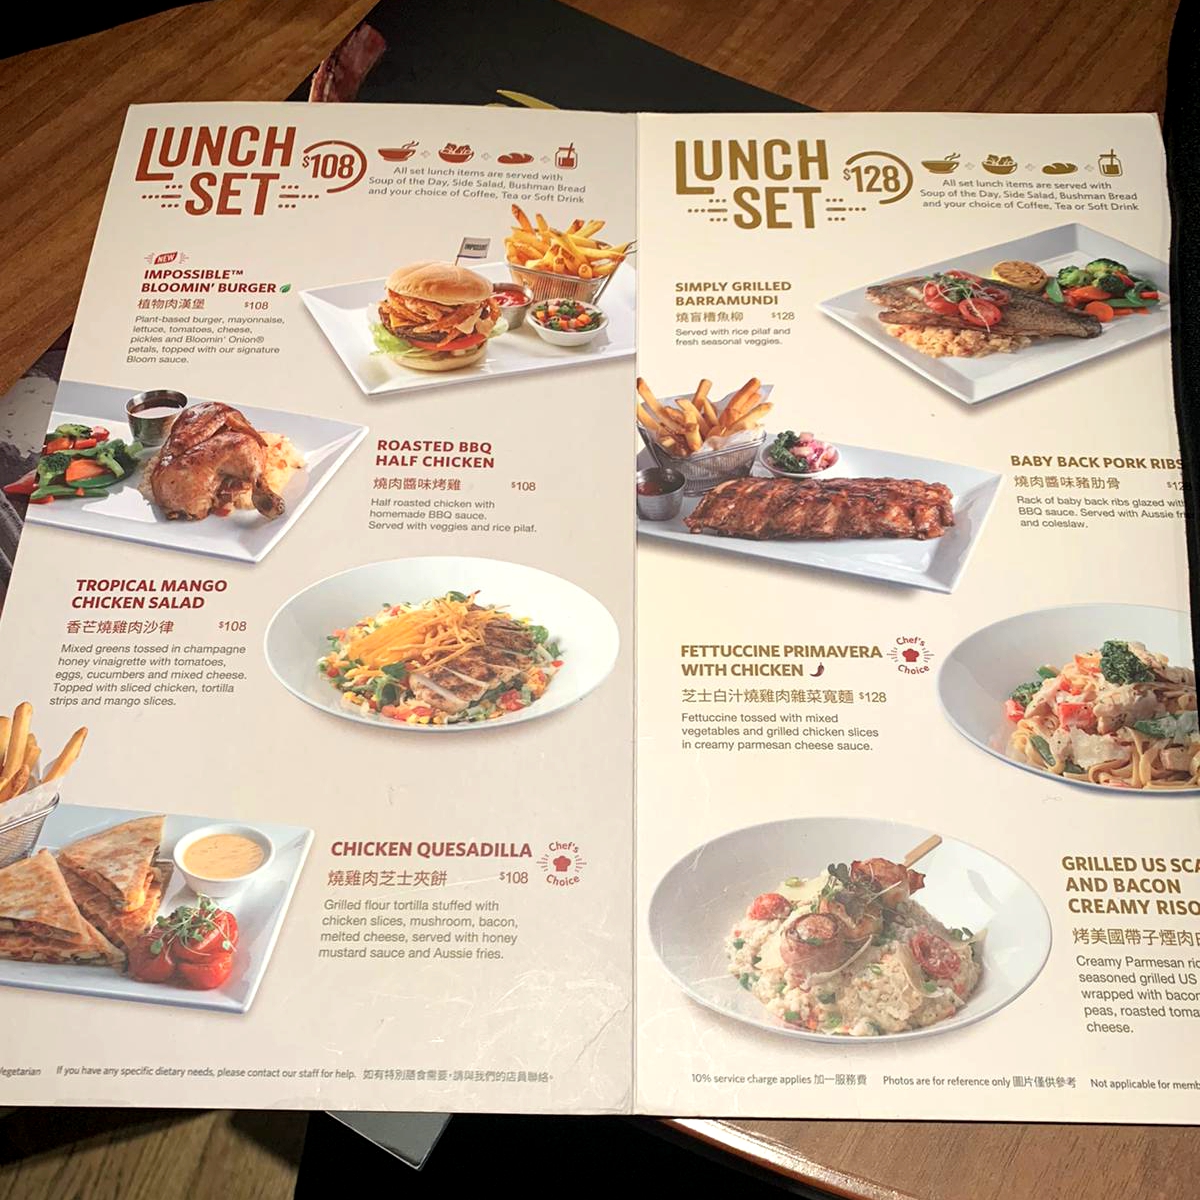 LUNCH
SET
$108
All set lunch items are served with
Soup of the Day, Side Salad, Bushman Bread
and your choice of Coffee, Tea or Soft Drink
NEW
IMPOSSIBLE™
BLOOMIN' BURGER
植物肉漢堡 $108
Plant-based burger, mayonnaise,
lettuce, tomatoes, cheese,
pickles and Bloomin' Onion®
petals, topped with our signature
Bloom sauce.
IMPOSSIBLE
ROASTED BBQ
HALF CHICKEN
燒肉醬味烤雞 $108
Half roasted chicken with
homemade BBQ sauce.
Served with veggies and rice pilaf.
TROPICAL MANGO
CHICKEN SALAD
香芒燒雞肉沙律 $108
Mixed greens tossed in champagne
honey vinaigrette with tomatoes,
eggs, cucumbers and mixed cheese.
Topped with sliced chicken, tortilla
strips and mango slices.
CHICKEN QUESADILLA
Chef's
Choice
燒雞肉芝士夾餅 $108
Grilled flour tortilla stuffed with
chicken slices, mushroom, bacon,
melted cheese, served with honey
mustard sauce and Aussie fries.
Vegetarian If you have any specific dietary needs, please contact our staff for help. 如有特別膳食需要，請與我們的店員聯絡。
LUNCH
SET
$128
All set lunch items are served with
Soup of the Day, Side Salad, Bushman Bread
and your choice of Coffee, Tea or Soft Drink
SIMPLY GRILLED
BARRAMUNDI
燒盲槽魚柳 $128
Served with rice pilaf and
fresh seasonal veggies.
BABY BACK PORK RIBS
燒肉醬味豬肋骨 $12
Rack of baby back ribs glazed with
BBQ sauce. Served with Aussie fr
and coleslaw.
FETTUCCINE PRIMAVERA
WITH CHICKEN
Chef's
Choice
芝士白汁燒雞肉雜菜寬麵 $128
Fettuccine tossed with mixed
vegetables and grilled chicken slices
in creamy parmesan cheese sauce.
GRILLED US SCA
AND BACON
CREAMY RISO
烤美國帶子煙肉
Creamy Parmesan ric
seasoned grilled US
wrapped with bacon
peas, roasted toma
cheese.
10% service charge applies 加一服務費 Photos are for reference only 圖片僅供參考 Not applicable for memb